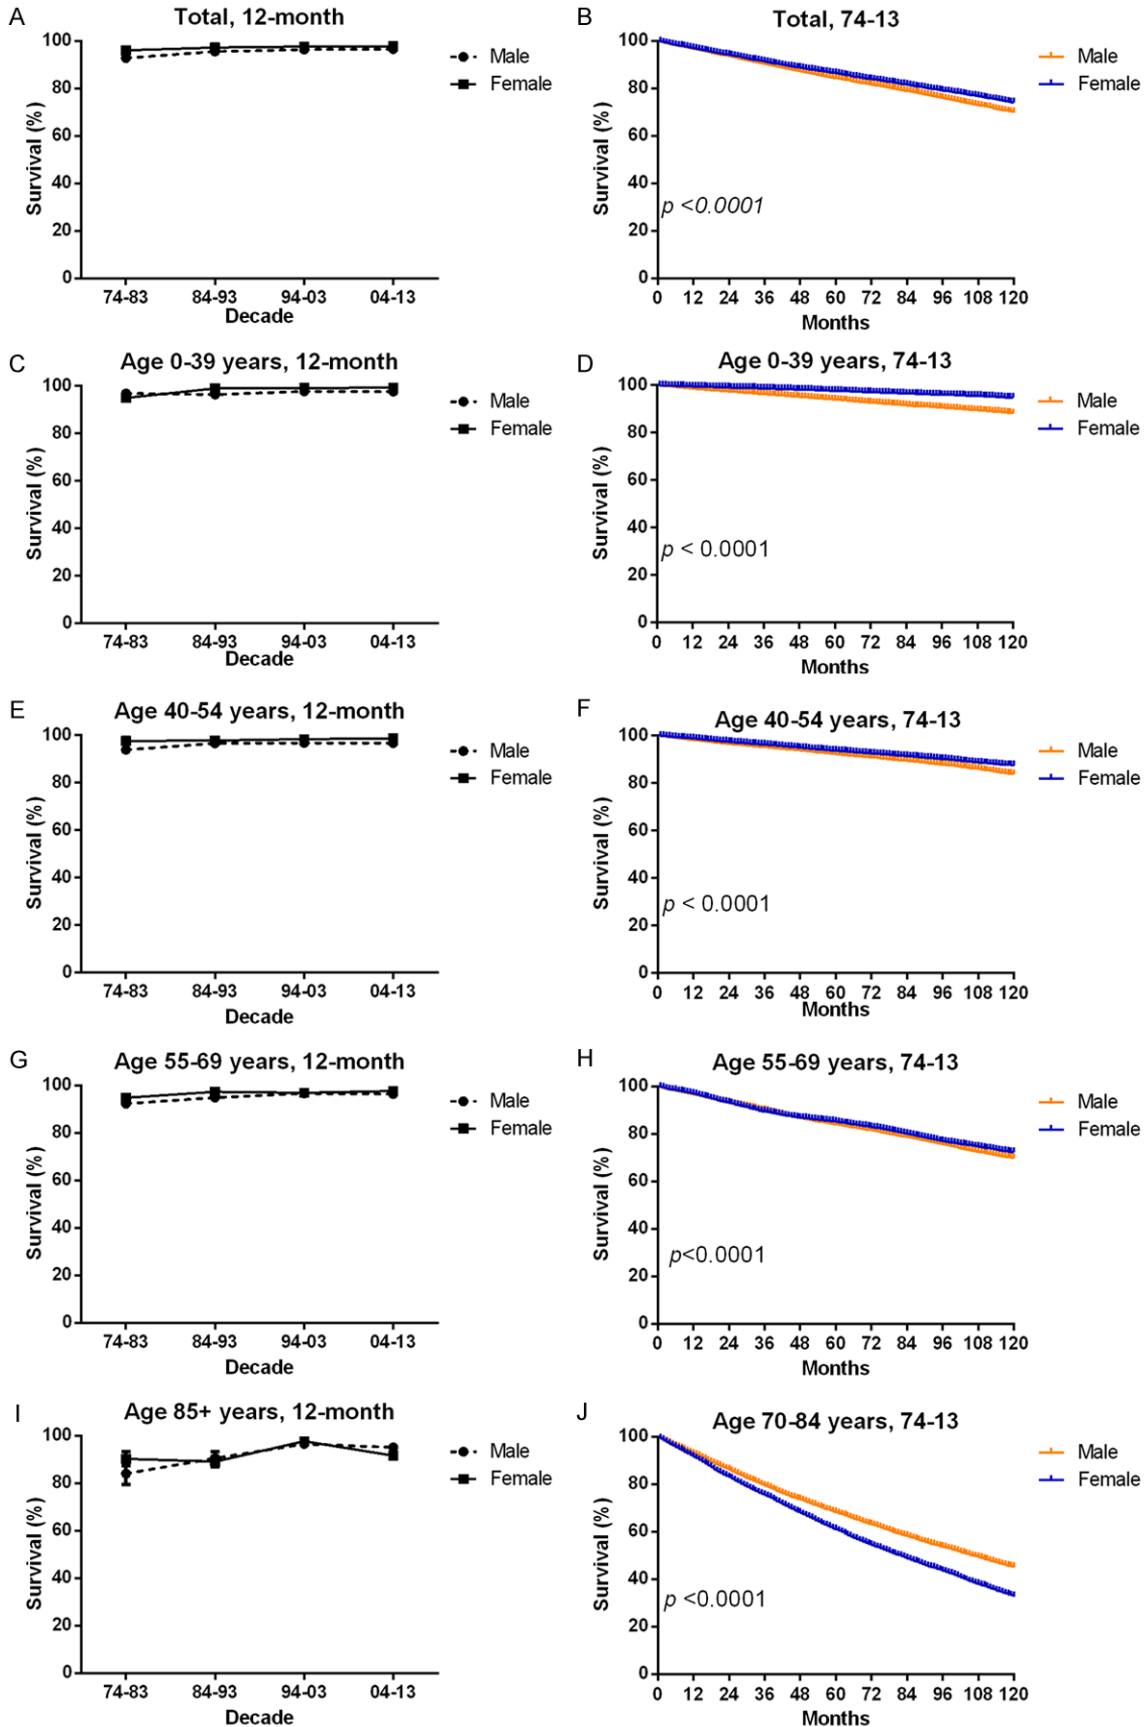 A
Total, 12-month
100
80
60
40
20
0
Survival (%)
74-83 84-93 94-03 04-13
Decade
Male
Female
B
Total, 74-13
100
80
60
40
20
0
Survival (%)
p <0.0001
0 12 24 36 48 60 72 84 96 108 120
Months
Male
Female
C
Age 0-39 years, 12-month
100
80
60
40
20
0
Survival (%)
74-83 84-93 94-03 04-13
Decade
Male
Female
D
Age 0-39 years, 74-13
100
80
60
40
20
0
Survival (%)
p < 0.0001
0 12 24 36 48 60 72 84 96 108 120
Months
Male
Female
E
Age 40-54 years, 12-month
100
80
60
40
20
0
Survival (%)
74-83 84-93 94-03 04-13
Decade
Male
Female
F
Age 40-54 years, 74-13
100
80
60
40
20
0
Survival (%)
p < 0.0001
0 12 24 36 48 60 72 84 96 108 120
Months
Male
Female
G
Age 55-69 years, 12-month
100
80
60
40
20
0
Survival (%)
74-83 84-93 94-03 04-13
Decade
Male
Female
H
Age 55-69 years, 74-13
100
80
60
40
20
0
Survival (%)
p<0.0001
0 12 24 36 48 60 72 84 96 108 120
Months
Male
Female
I
Age 85+ years, 12-month
100
80
60
40
20
0
Survival (%)
74-83 84-93 94-03 04-13
Decade
Male
Female
J
Age 70-84 years, 74-13
100
80
60
40
20
0
Survival (%)
p <0.0001
0 12 24 36 48 60 72 84 96 108 120
Months
Male
Female